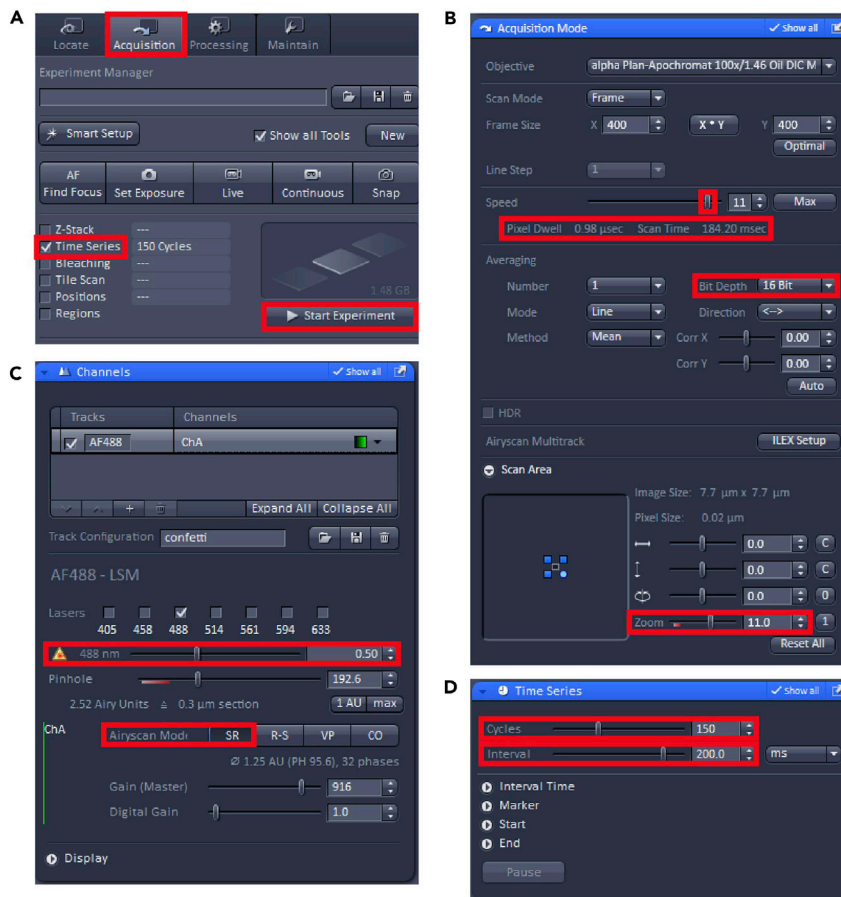 A
Locate Acquisition Processing Maintain
Experiment Manager
Smart Setup Show all Tools New
AF
Find Focus Set Exposure Live Continuous Snap
Z-Stack ---
Time Series 150 Cycles
Bleaching ---
Tile Scan ---
Positions ---
Regions
1.48 GB
Start Experiment
B
Acquisition Mode Show all
Objective alpha Plan-Apochromat 100x/1.46 Oil DIC M
Scan Mode Frame
Frame Size X 400 X * Y Y 400
Optimal
Line Step 1
Speed 11 Max
Pixel Dwell 0.98 µsec Scan Time 184.20 msec
Averaging
Number 1 Bit Depth 16 Bit
Mode Line Direction <-->
Method Mean Corr X 0.00
Corr Y 0.00
Auto
HDR
Airyscan Multitrack ILEX Setup
Scan Area
Image Size: 7.7 µm x 7.7 µm
Pixel Size: 0.02 µm
0.0 C
0.0 C
0.0 0
Zoom 11.0 1
Reset All
C
Channels Show all
Tracks Channels
AF488 ChA
Expand All Collapse All
Track Configuration confetti
AF488 - LSM
Lasers
405 458 488 514 561 594 633
488 nm 0.50
Pinhole 192.6
2.52 Airy Units ≙ 0.3 µm section 1 AU max
ChA Airyscan Mode SR R-S VP CO
Ø 1.25 AU (PH 95.6), 32 phases
Gain (Master) 916
Digital Gain 1.0
Display
D
Time Series Show all
Cycles 150
Interval 200.0 ms
Interval Time
Marker
Start
End
Pause